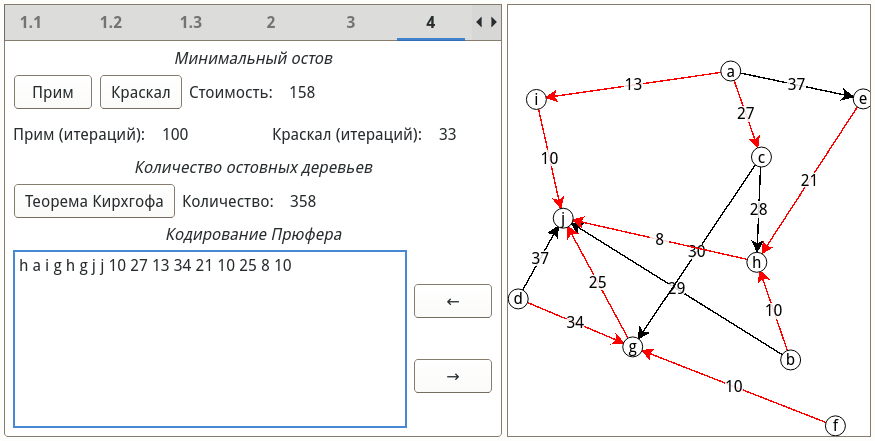 1.1 1.2 1.3 2 3 4
Минимальный остов
Прим Краскал Стоимость: 158
Прим (итераций): 100 Краскал (итераций): 33
Количество остовных деревьев
Теорема Кирхгофа Количество: 358
Кодирование Прюфера
h a i g h g j j 10 27 13 34 21 10 25 8 10
←
→
a
13 37
i e
27
10 c
21
28
j
8 30
h
37 25 29
d 10
34
g
b
10
f